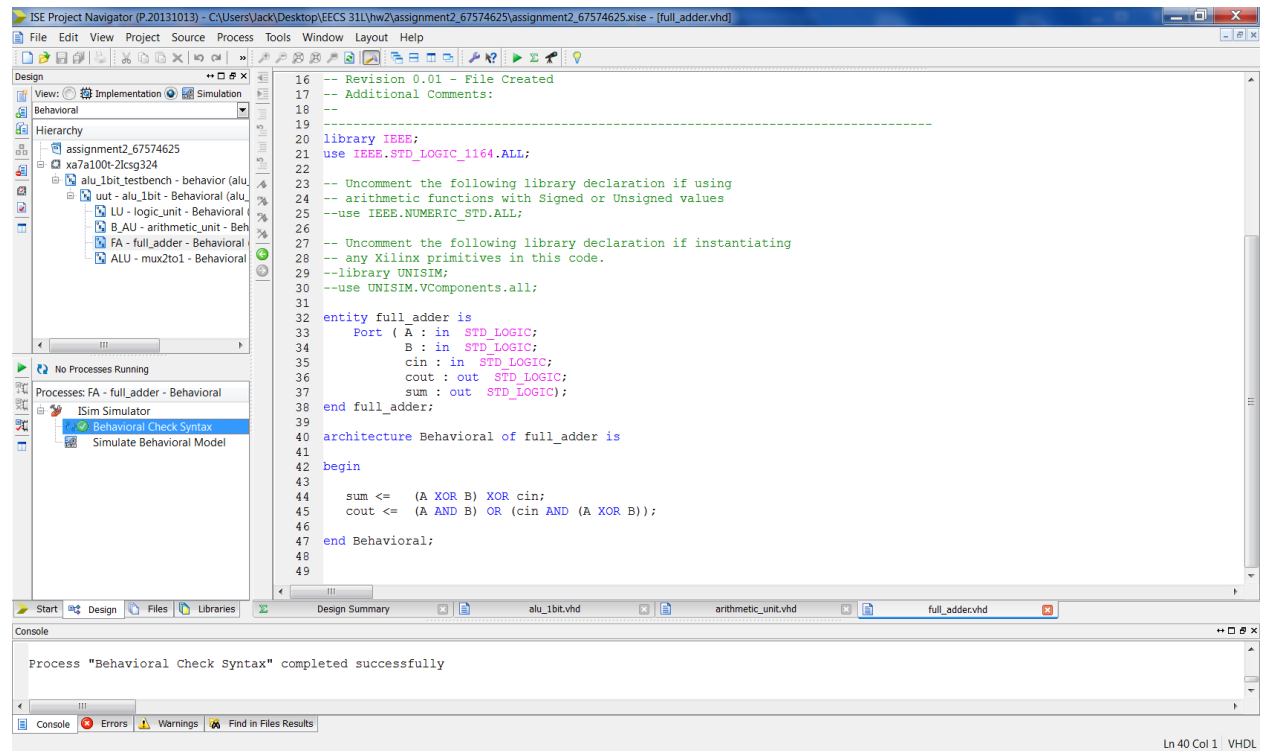 ISE Project Navigator (P.20131013) - C:\Users\Jack\Desktop\EECS 31L\hw2\assignment2_67574625\assignment2_67574625.xise - [full_adder.vhd]
File Edit View Project Source Process Tools Window Layout Help
Design
View: Implementation Simulation
Behavioral
Hierarchy
assignment2_67574625
xa7a100t-2Icsg324
alu_1bit_testbench - behavior (alu_
uut - alu_1bit - Behavioral (alu_
LU - logic_unit - Behavioral (
B_AU - arithmetic_unit - Beh
FA - full_adder - Behavioral (
ALU - mux2to1 - Behavioral
No Processes Running
Processes: FA - full_adder - Behavioral
ISim Simulator
Behavioral Check Syntax
Simulate Behavioral Model
Start Design Files Libraries
16 -- Revision 0.01 - File Created
17 -- Additional Comments:
18 --
19 ----------------------------------------------------------------------------------
20 library IEEE;
21 use IEEE.STD_LOGIC_1164.ALL;
22
23 -- Uncomment the following library declaration if using
24 -- arithmetic functions with Signed or Unsigned values
25 --use IEEE.NUMERIC_STD.ALL;
26
27 -- Uncomment the following library declaration if instantiating
28 -- any Xilinx primitives in this code.
29 --library UNISIM;
30 --use UNISIM.VComponents.all;
31
32 entity full_adder is
33 Port ( A : in STD_LOGIC;
34 B : in STD_LOGIC;
35 cin : in STD_LOGIC;
36 cout : out STD_LOGIC;
37 sum : out STD_LOGIC);
38 end full_adder;
39
40 architecture Behavioral of full_adder is
41
42 begin
43
44 sum <= (A XOR B) XOR cin;
45 cout <= (A AND B) OR (cin AND (A XOR B));
46
47 end Behavioral;
48
49
Design Summary alu_1bit.vhd arithmetic_unit.vhd full_adder.vhd
Console
Process "Behavioral Check Syntax" completed successfully
Console Errors Warnings Find in Files Results
Ln 40 Col 1 VHDL